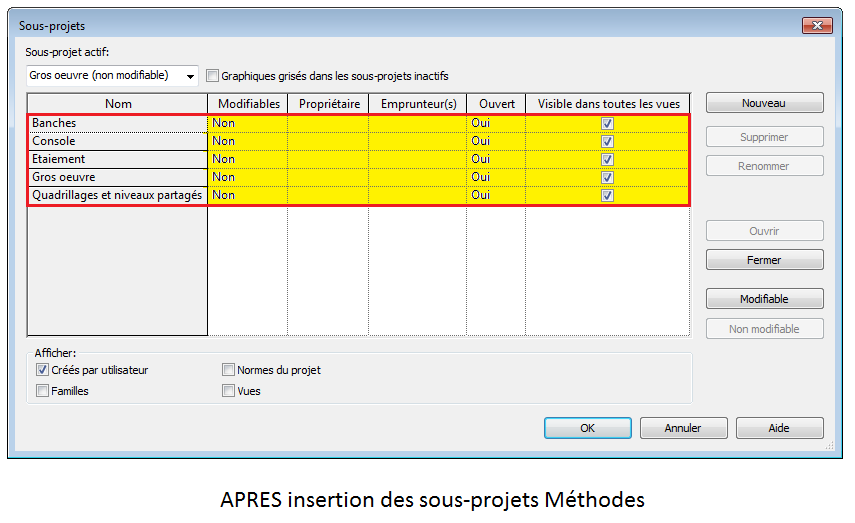 Sous-projets
Sous-projet actif:
Gros oeuvre (non modifiable)
Graphiques grisés dans les sous-projets inactifs
Nom Modifiables Propriétaire Emprunteur(s) Ouvert Visible dans toutes les vues
Banches Non Oui
Console Non Oui
Etaiement Non Oui
Gros oeuvre Non Oui
Quadrillages et niveaux partagés Non Oui
Nouveau
Supprimer
Renommer
Ouvrir
Fermer
Modifiable
Non modifiable
Afficher:
Créés par utilisateur Normes du projet
Familles Vues
OK Annuler Aide
APRES insertion des sous-projets Méthodes